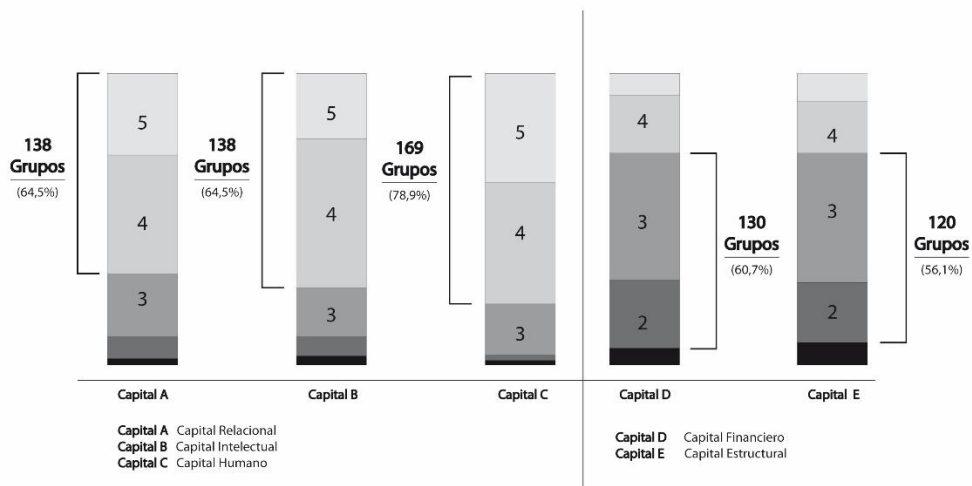 138
Grupos
(64,5%)
5
4
3
138
Grupos
(64,5%)
5
4
3
169
Grupos
(78,9%)
5
4
3
4
3
2
130
Grupos
(60,7%)
4
3
2
120
Grupos
(56,1%)
Capital A
Capital B
Capital C
Capital D
Capital E
Capital A Capital Relacional
Capital B Capital Intelectual
Capital C Capital Humano
Capital D Capital Financiero
Capital E Capital Estructural